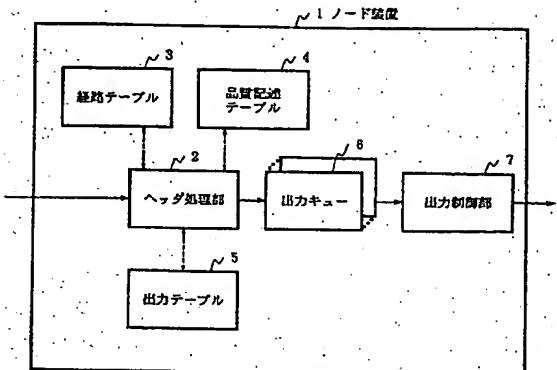 1 ノード装置
3
経路テーブル
4
品質記述
テーブル
2
ヘッダ処理部
6
出力キュー
7
出力制御部
5
出力テーブル